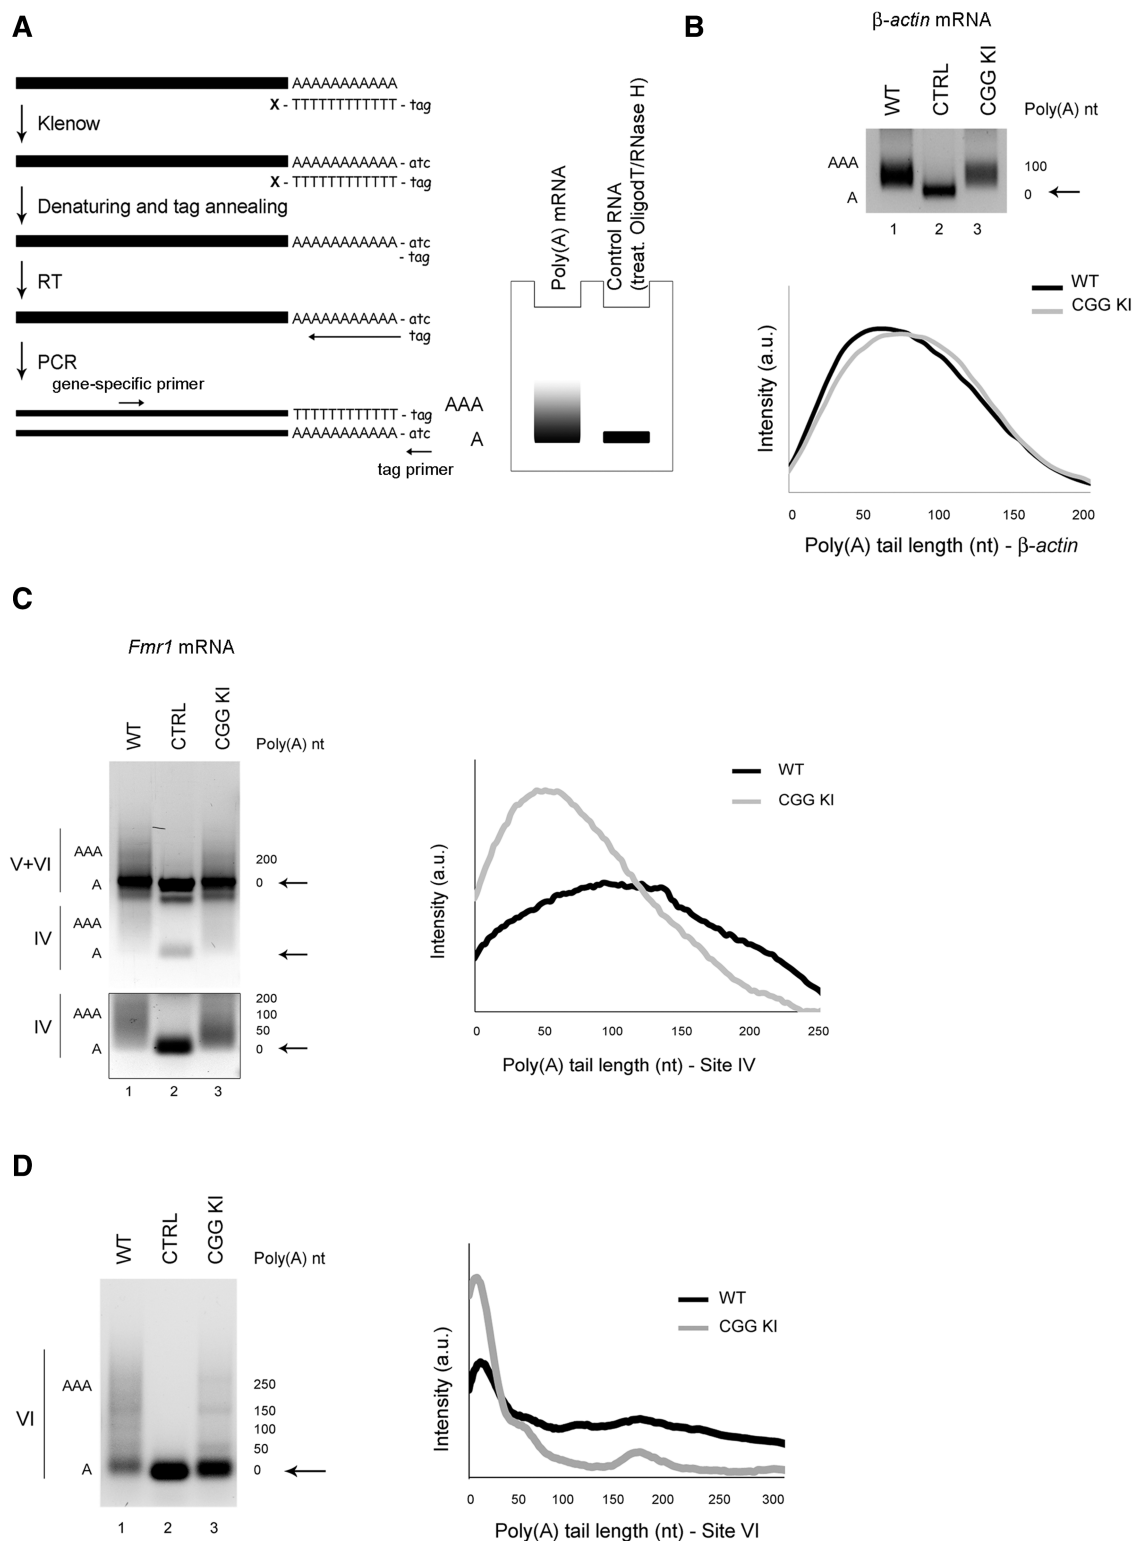 A
AAAAAAAAAAA
X - TTTTTTTTTTTT - tag
Klenow
AAAAAAAAAAA - atc
X - TTTTTTTTTTTT - tag
Denaturing and tag annealing
AAAAAAAAAAA - atc
- tag
RT
AAAAAAAAAAA - atc
tag
PCR
gene-specific primer
TTTTTTTTTTTT - tag
AAAAAAAAAAA - atc
tag primer
Poly(A) mRNA
Control RNA
(treat. OligodT/RNase H)
AAA
A
B
β-actin mRNA
WT
CTRL
CGG KI
Poly(A) nt
AAA
100
A
0
1 2 3
WT
CGG KI
Intensity (a.u.)
0 50 100 150 200
Poly(A) tail length (nt) - β-actin
C
Fmr1 mRNA
WT
CTRL
CGG KI
Poly(A) nt
V+VI
AAA
200
A
0
IV
AAA
A
IV
AAA
A
200
100
50
0
1 2 3
WT
CGG KI
Intensity (a.u.)
0 50 100 150 200 250
Poly(A) tail length (nt) - Site IV
D
WT
CTRL
CGG KI
Poly(A) nt
VI
AAA
A
250
150
100
50
0
1 2 3
WT
CGG KI
Intensity (a.u.)
0 50 100 150 200 250 300
Poly(A) tail length (nt) - Site VI